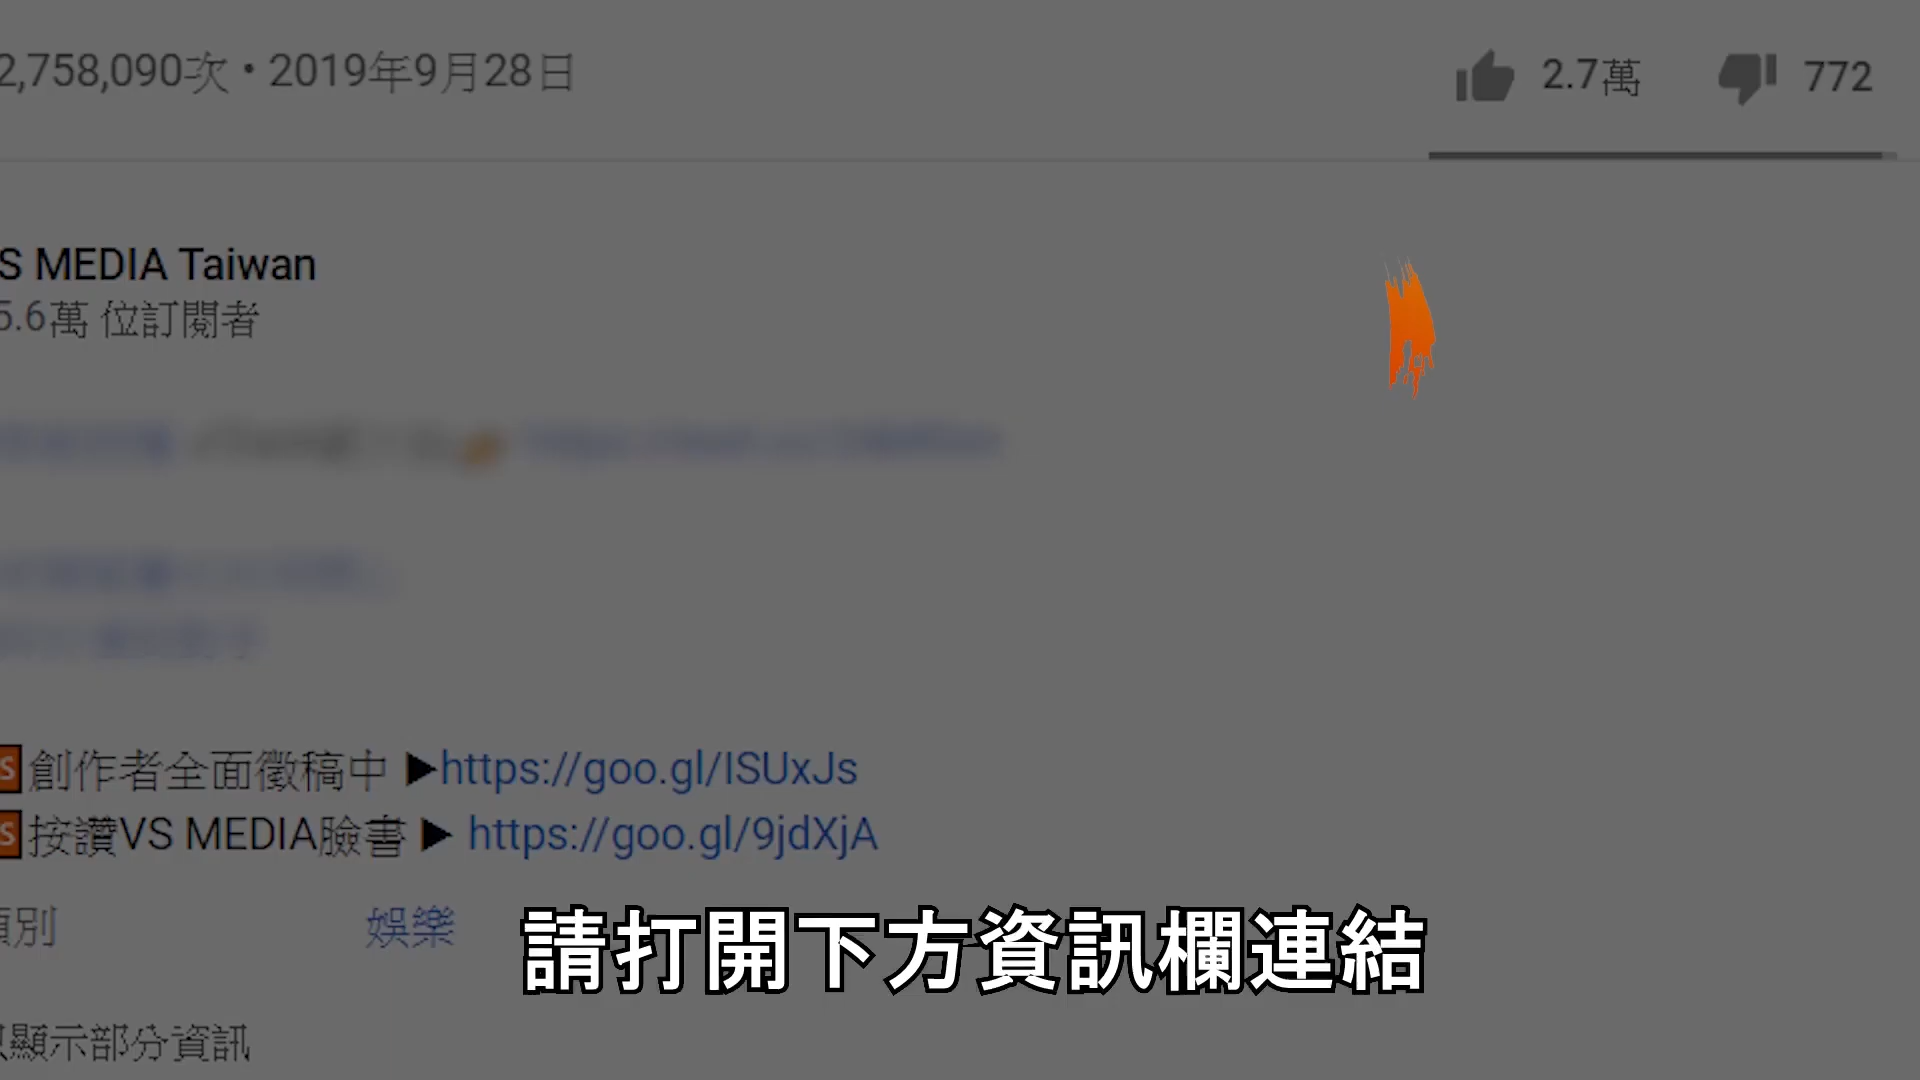 2,758,090次 • 2019年9月28日
2.7萬
772
S MEDIA Taiwan
5.6萬 位訂閱者
S創作者全面徵稿中 ▶https://goo.gl/ISUxJs
S按讚VS MEDIA臉書 ▶ https://goo.gl/9jdXjA
類別 娛樂
請打開下方資訊欄連結
只顯示部分資訊